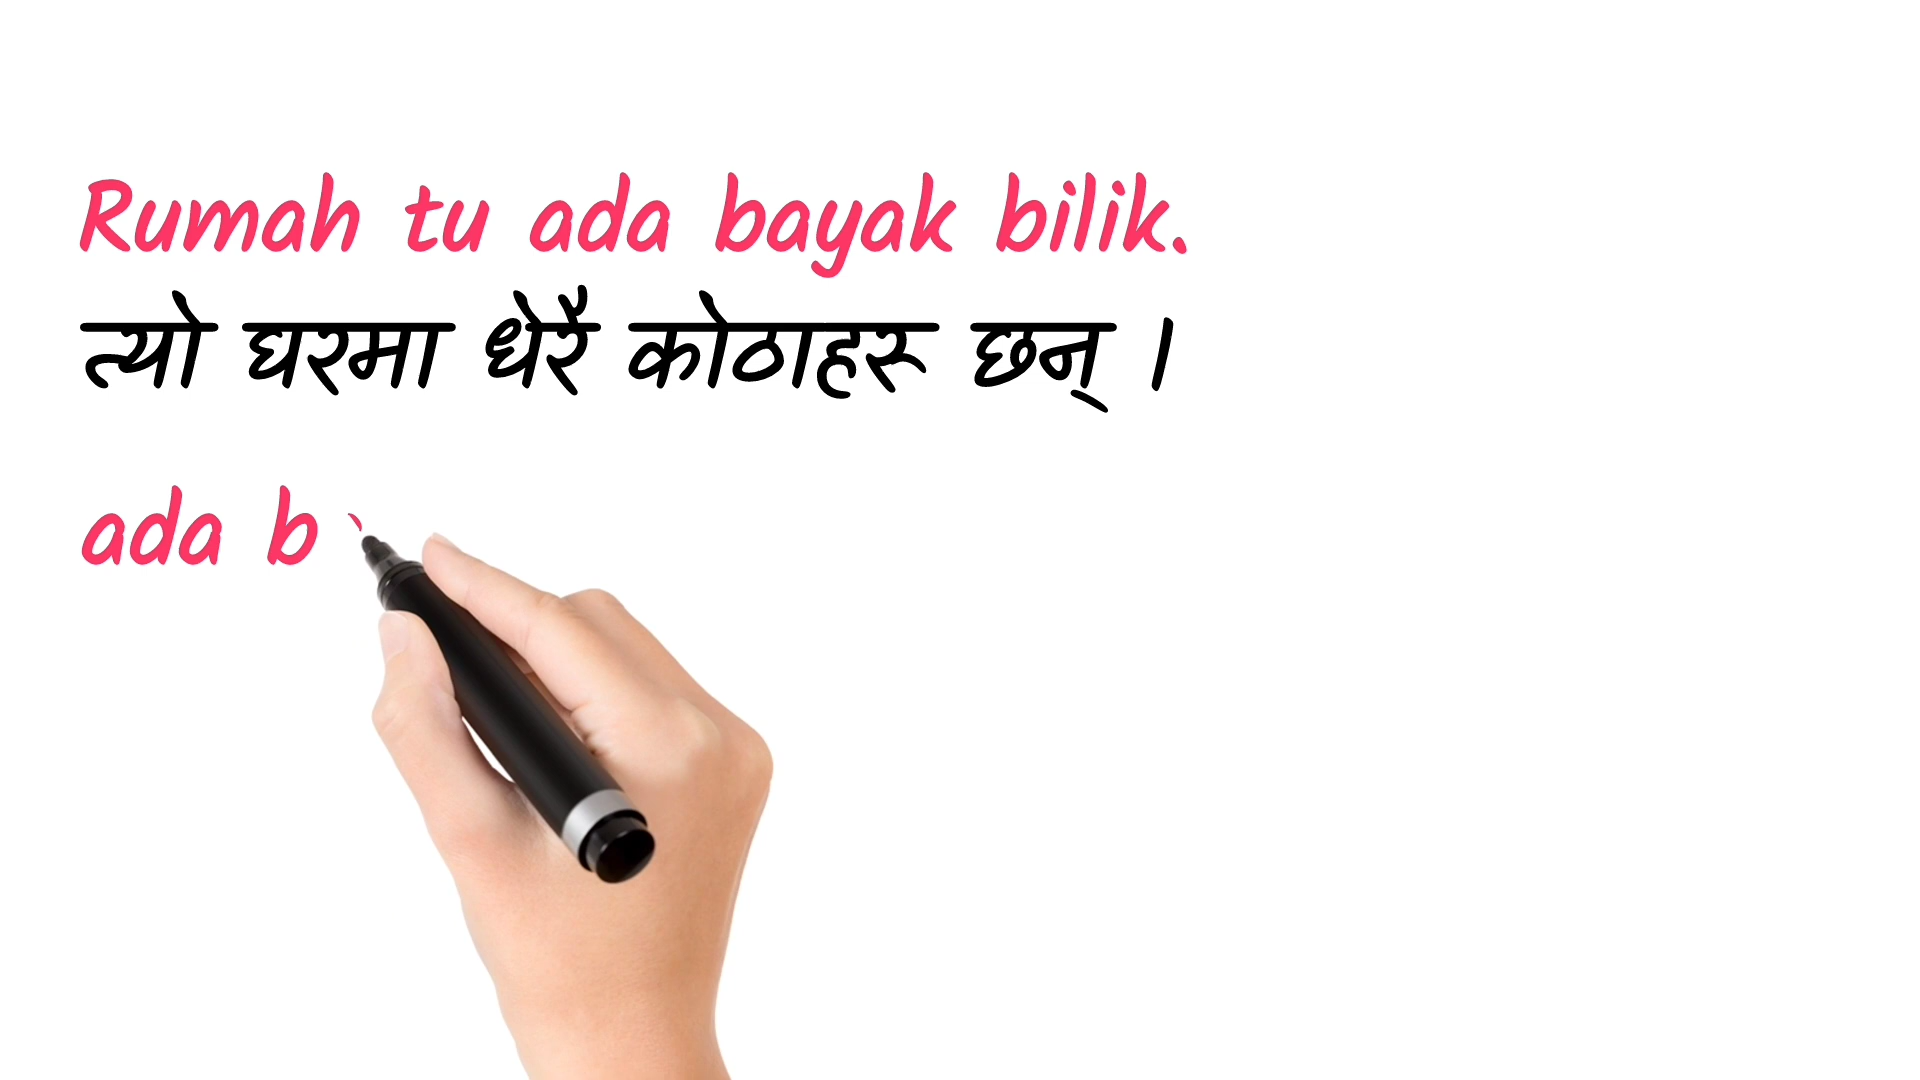 Rumah tu ada bayak bilik.
त्यो घरमा धेरै कोठाहरू छन् ।
ada b